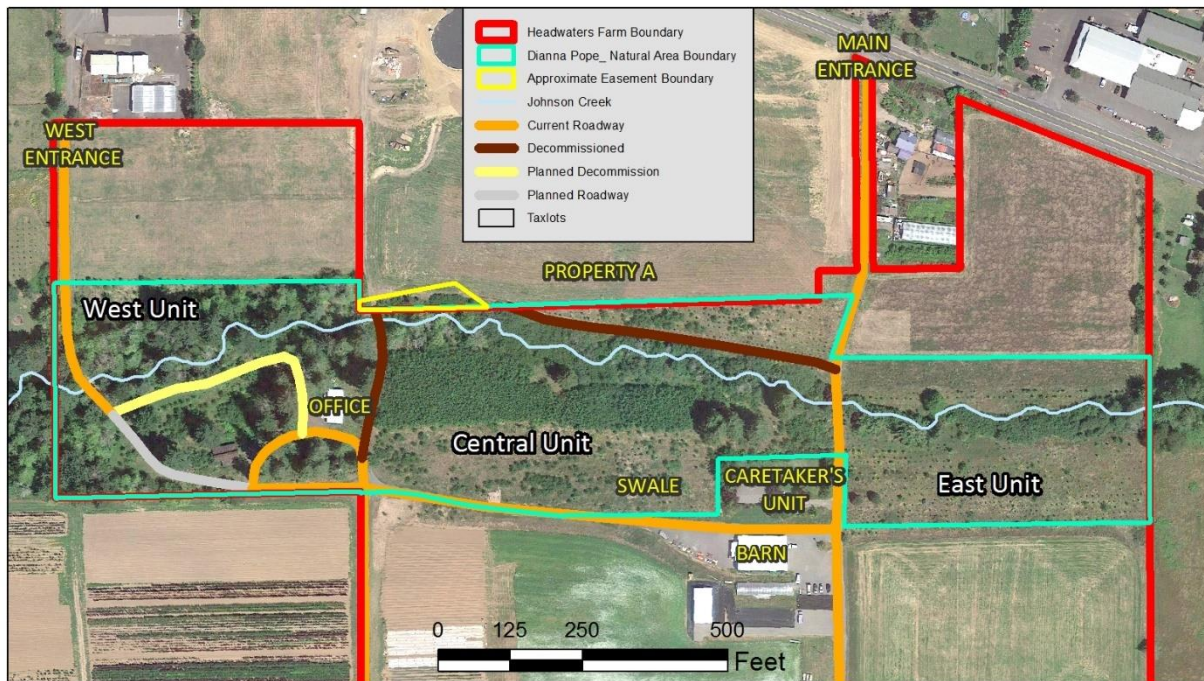 Headwaters Farm Boundary
Dianna Pope_ Natural Area Boundary
Approximate Easement Boundary
Johnson Creek
Current Roadway
Decommissioned
Planned Decommission
Planned Roadway
Taxlots
MAIN
ENTRANCE
WEST
ENTRANCE
PROPERTY A
West Unit
OFFICE
Central Unit
SWALE
CARETAKER'S
UNIT
East Unit
BARN
0 125 250 500
Feet